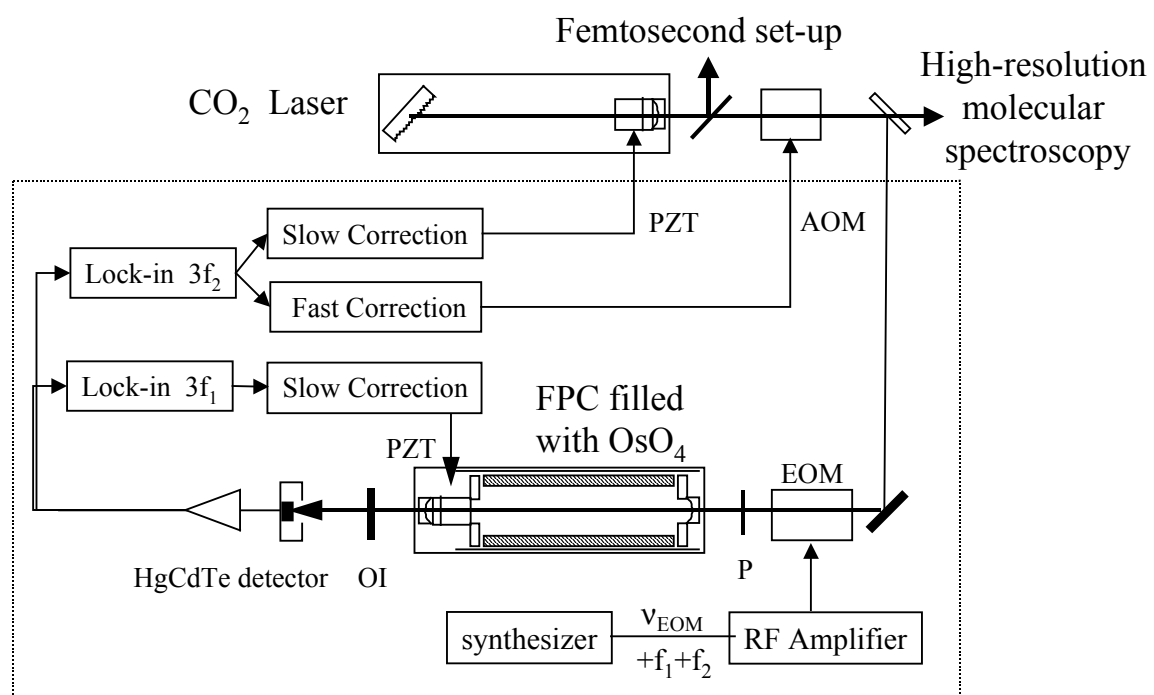 Femtosecond set-up
High-resolution
molecular
spectroscopy
CO₂ Laser
PZT
AOM
Slow Correction
Lock-in 3f₂
Fast Correction
Lock-in 3f₁
Slow Correction
FPC filled
with OsO₄
PZT
EOM
HgCdTe detector
OI
P
synthesizer
νEOM
+f₁+f₂
RF Amplifier